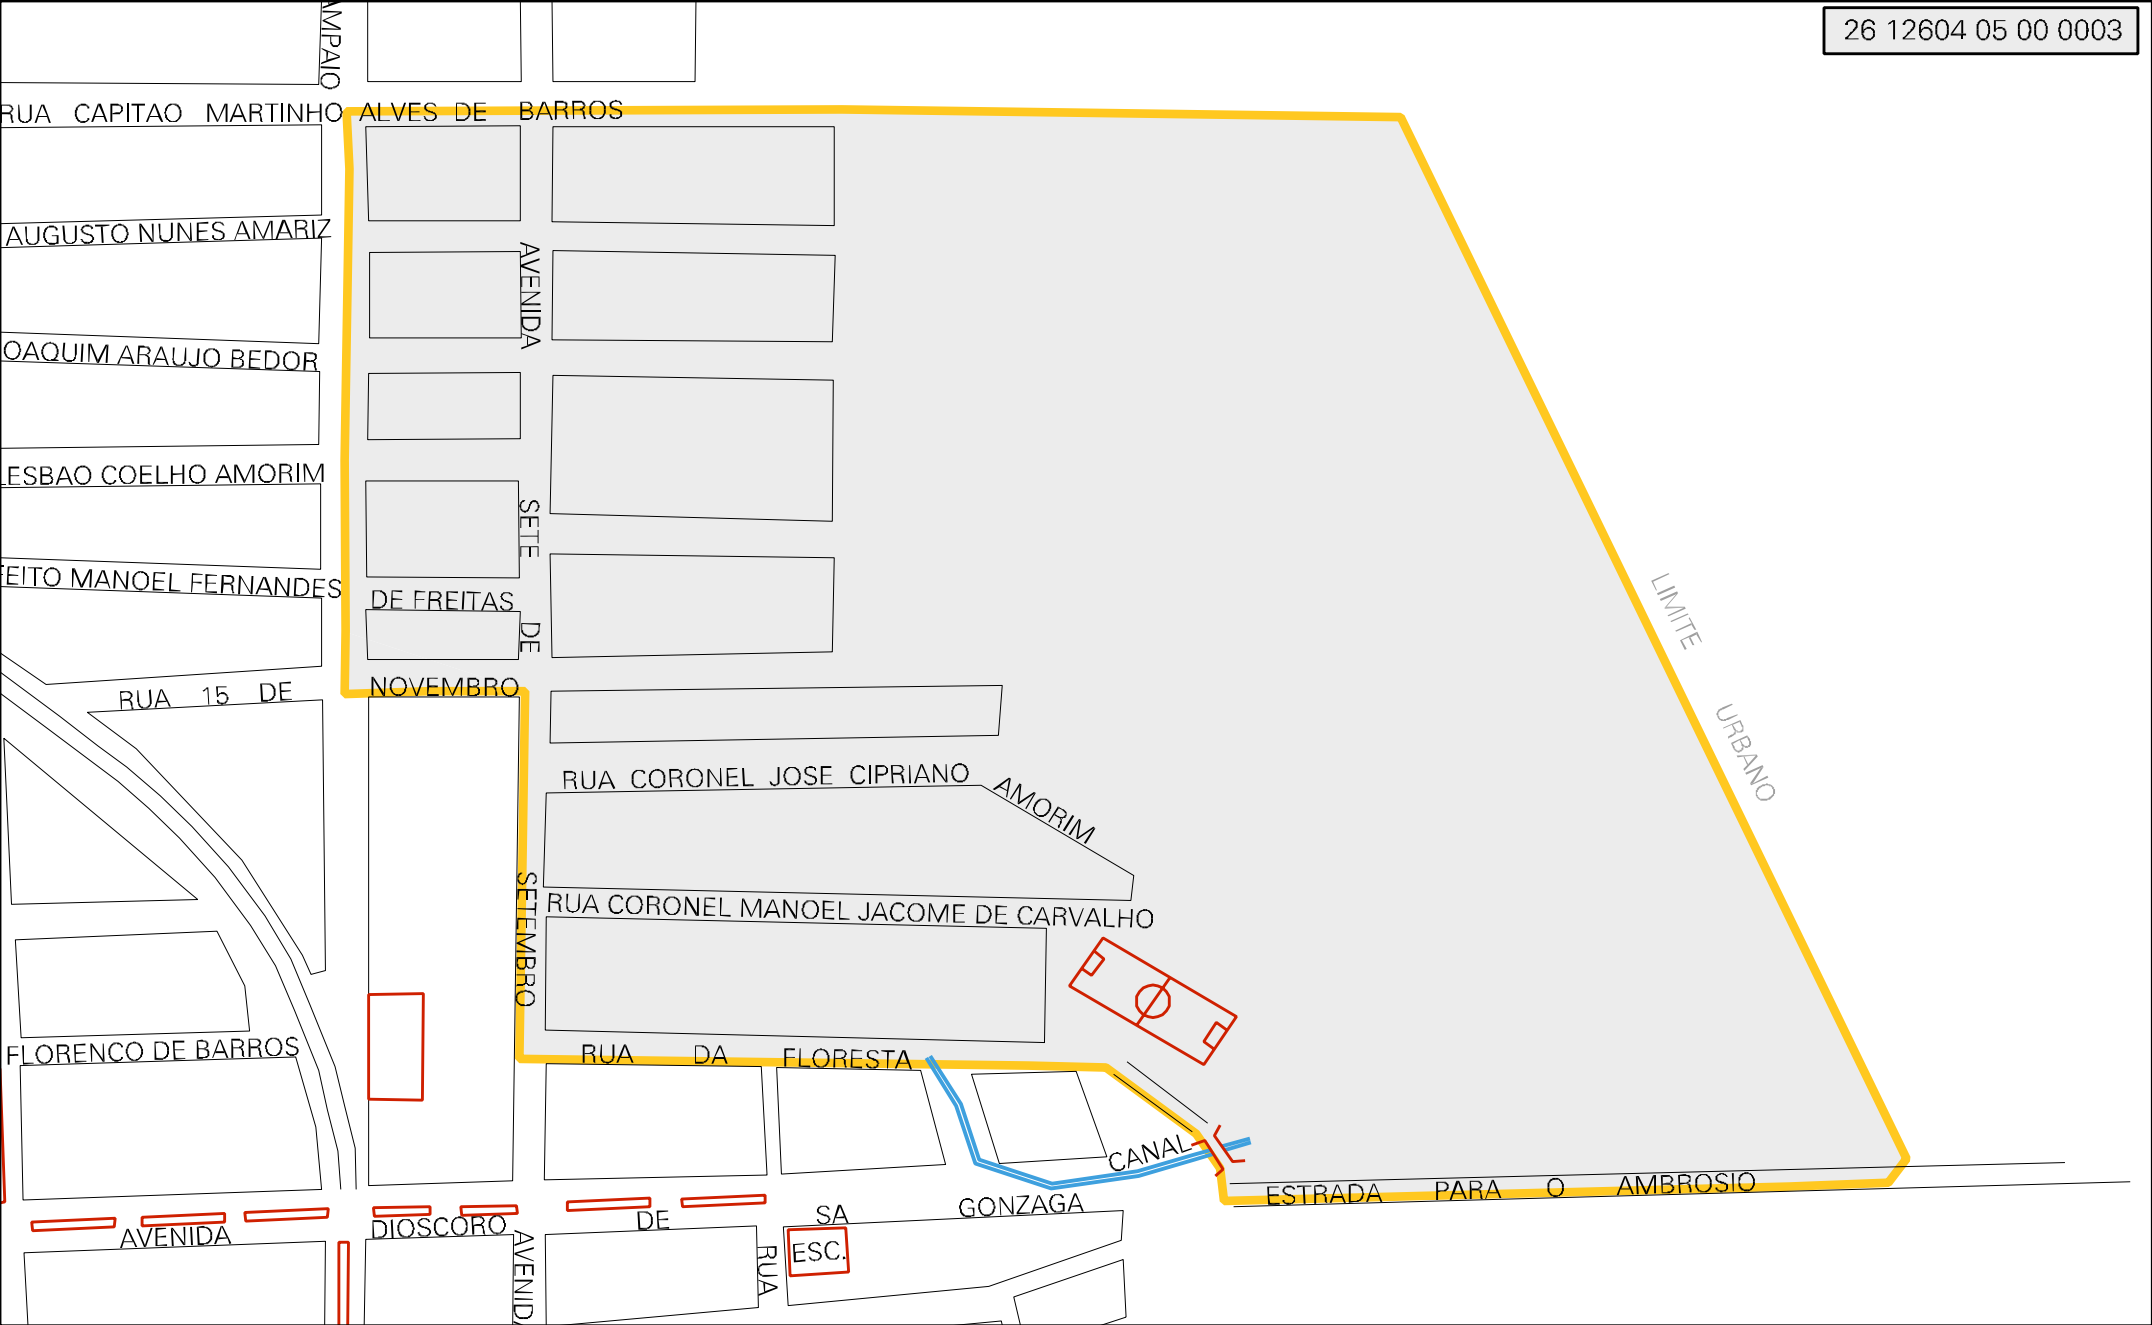 26 12604 05 00 0003
AMPAIO
RUA CAPITAO MARTINHO ALVES DE BARROS
AUGUSTO NUNES AMARIZ
AVENIDA
OAQUIM ARAUJO BEDOR
LESBAO COELHO AMORIM
SETE
EITO MANOEL FERNANDES
DE FREITAS
DE
LIMITE
URBANO
RUA 15 DE NOVEMBRO
RUA CORONEL JOSE CIPRIANO AMORIM
SETEMBRO
RUA CORONEL MANOEL JACOME DE CARVALHO
FLORENCO DE BARROS
RUA DA FLORESTA
CANAL
ESTRADA PARA O AMBROSIO
AVENIDA DIOSCORO DE SA GONZAGA
AVENIDA
RUA
ESC.